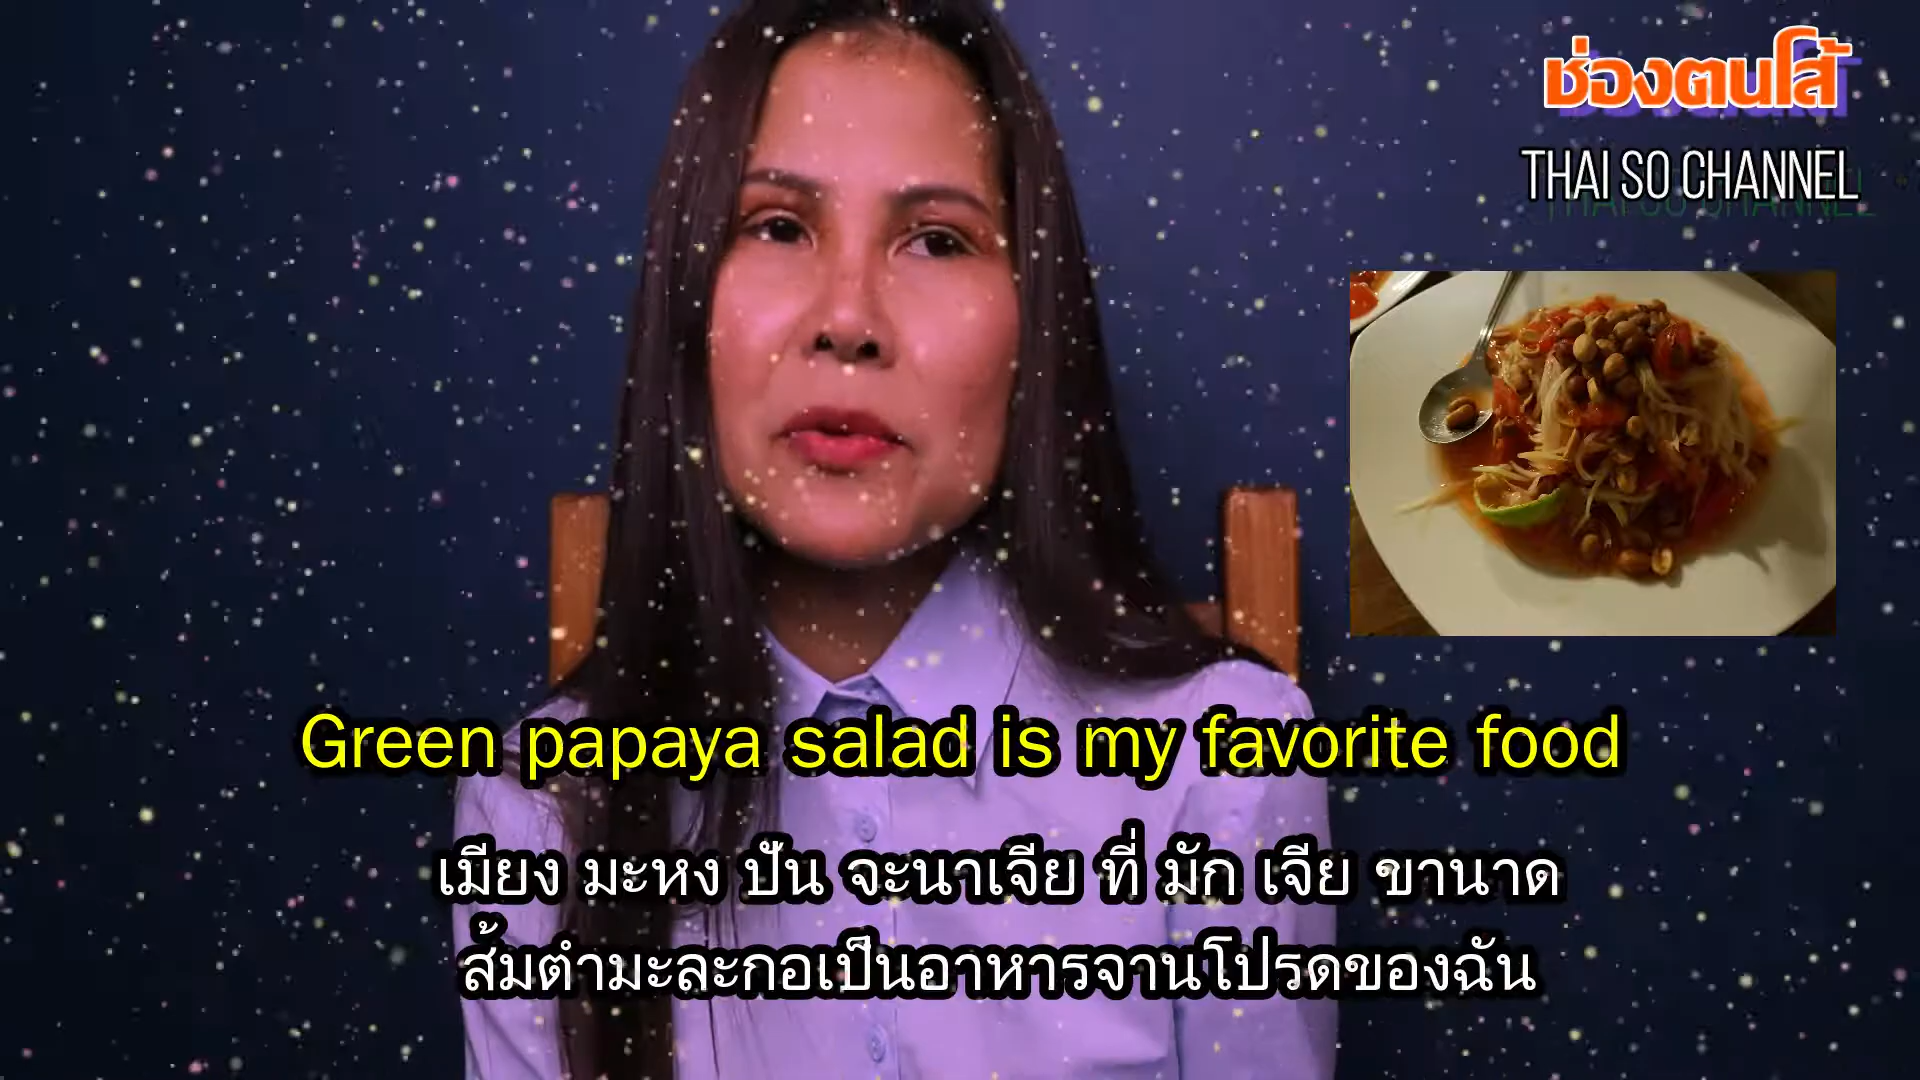 ช่องตนโส้
THAI SO CHANNEL
Green papaya salad is my favorite food
เมียง มะหง ปัน จะนาเจีย ที่ มัก เจีย ขานาด
ส้มตำมะละกอเป็นอาหารจานโปรดของฉัน